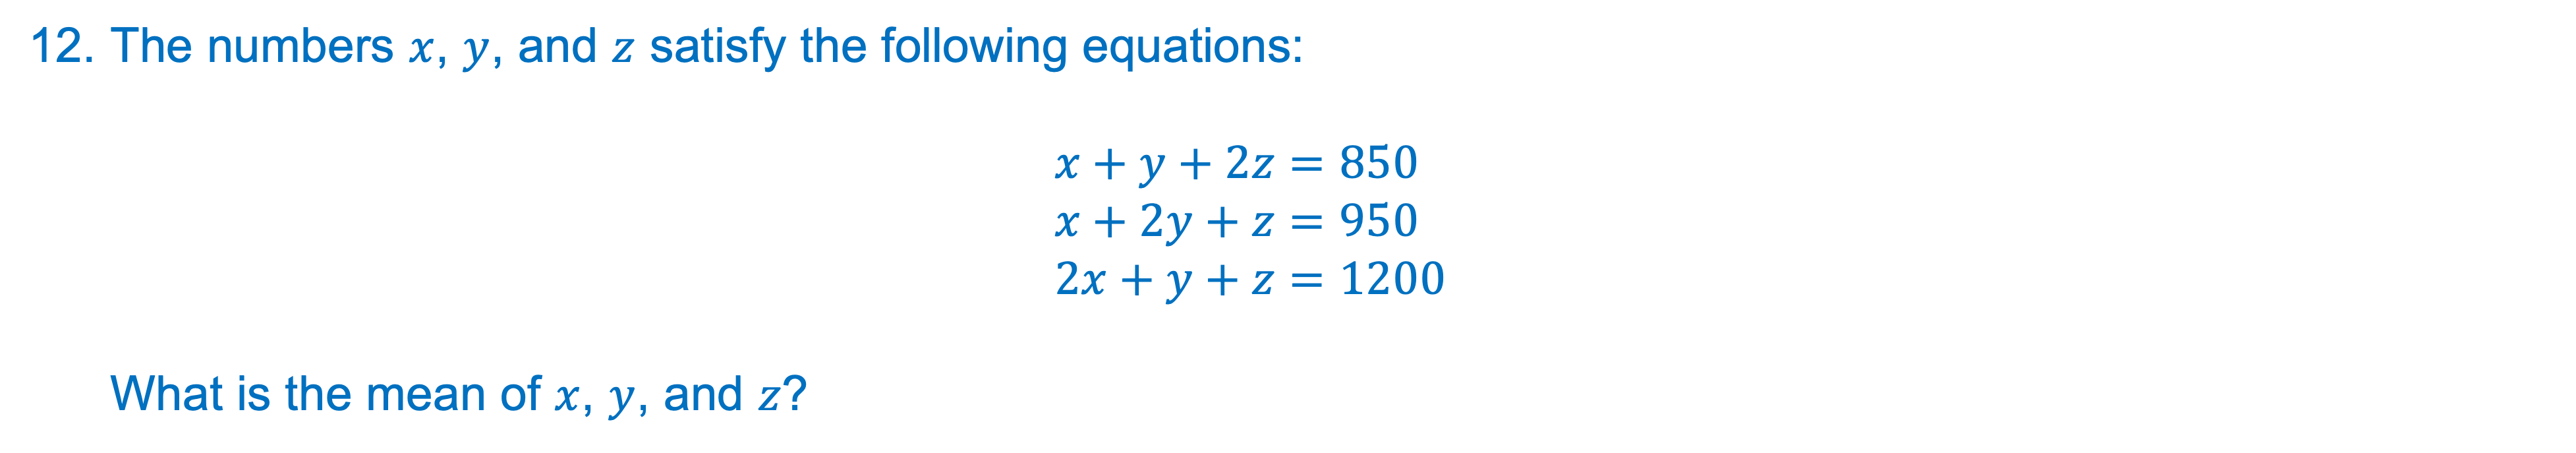 12. The numbers x, y, and z satisfy the following equations:
x + y + 2z = 850
x + 2y + z = 950
2x + y + z = 1200
What is the mean of x, y, and z?